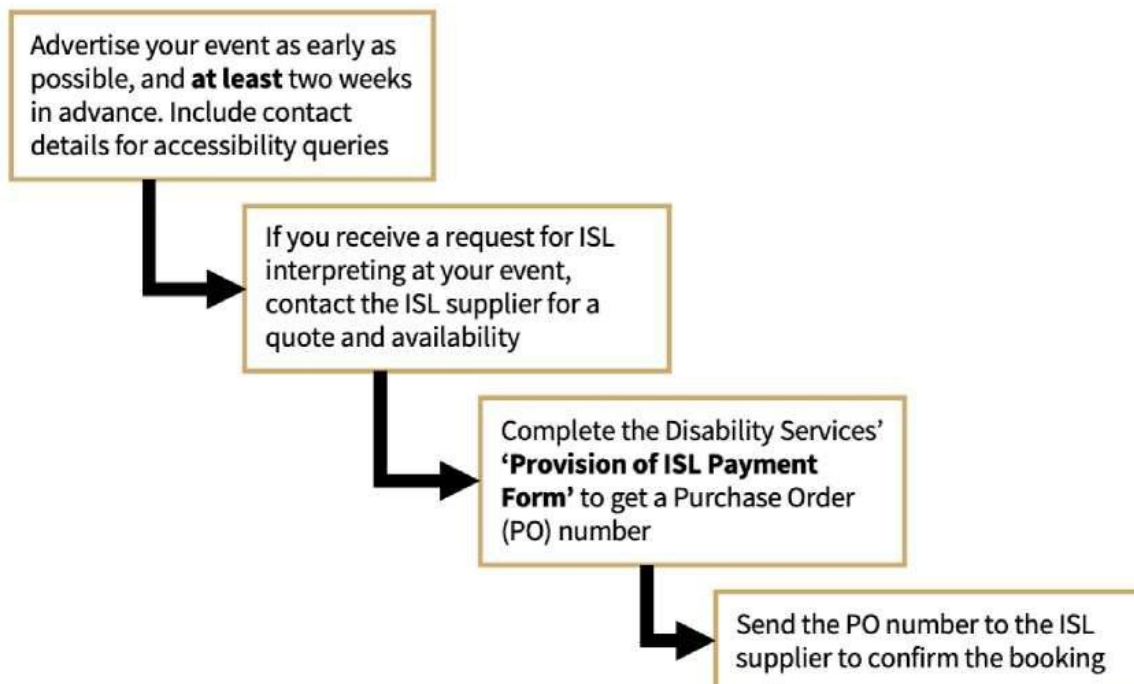 Advertise your event as early as
possible, and at least two weeks
in advance. Include contact
details for accessibility queries
If you receive a request for ISL
interpreting at your event,
contact the ISL supplier for a
quote and availability
Complete the Disability Services’
‘Provision of ISL Payment
Form’ to get a Purchase Order
(PO) number
Send the PO number to the ISL
supplier to confirm the booking